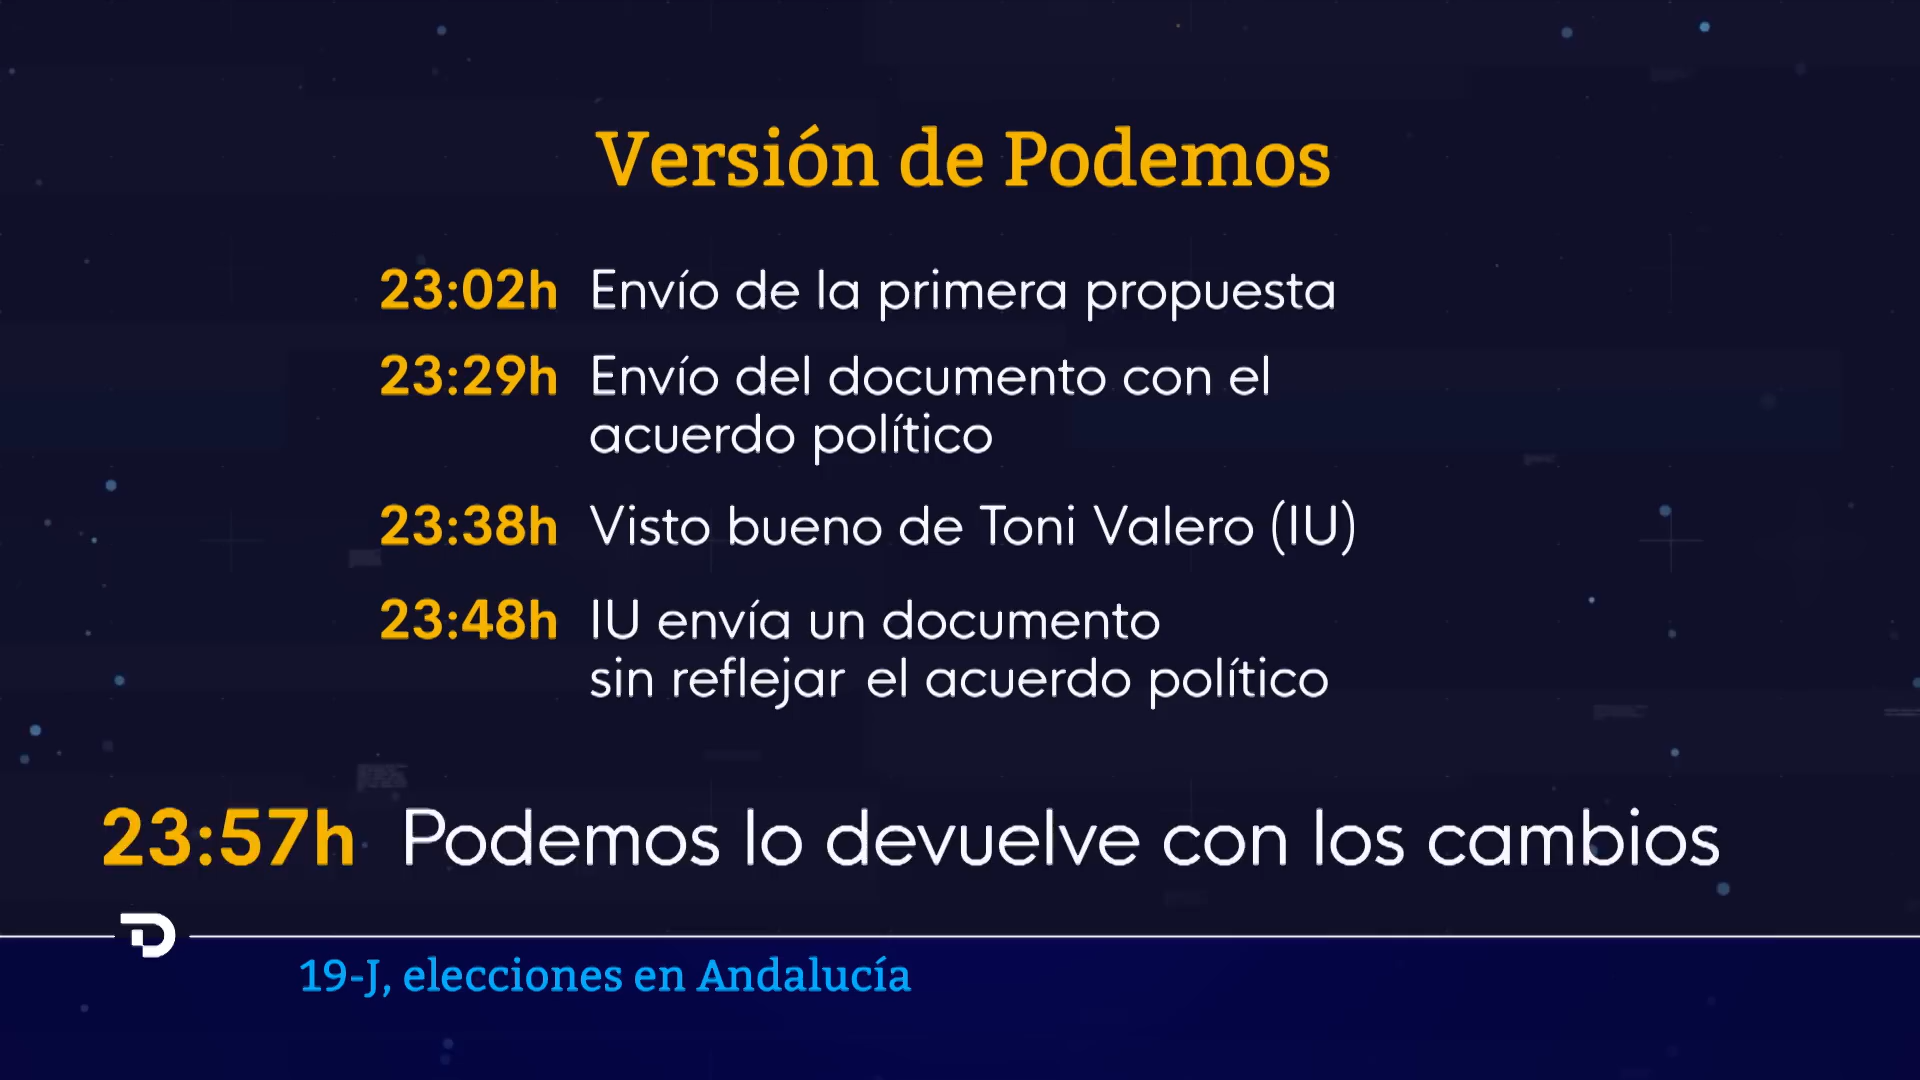 Versión de Podemos
23:02h Envío de la primera propuesta
23:29h Envío del documento con el
acuerdo político
23:38h Visto bueno de Toni Valero (IU)
23:48h IU envía un documento
sin reflejar el acuerdo político
23:57h Podemos lo devuelve con los cambios
19-J, elecciones en Andalucía